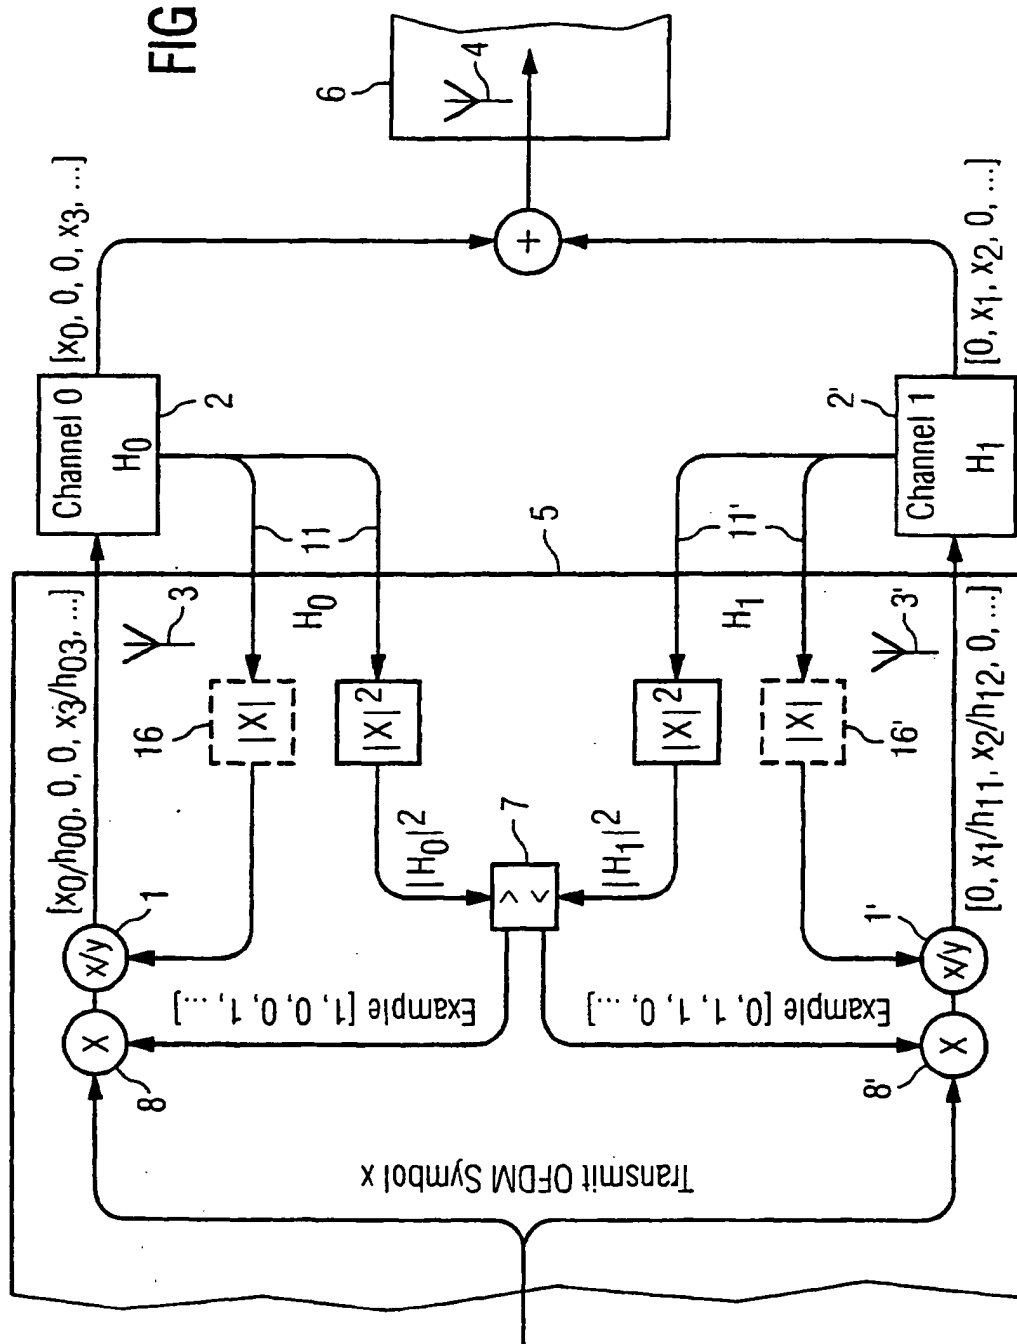 FIG
6
4
[x0, 0, 0, x3, ...]
+
[0, x1, x2, 0, ...]
Channel 0
H0
2
2'
Channel 1
H1
11
11'
5
[x0/h00, 0, 0, x3/h03, ...]
3
H0
H1
3'
[0, x1/h11, x2/h12, 0, ...]
16
|X|
|X|2
|X|2
|X|
16'
|H0|2
7
|H1|2
> <
1
x/y
1'
x/y
Example [1, 0, 0, 1, ...]
Example [0, 1, 1, 0, ...]
8
X
8'
X
Transmit OFDM Symbol x